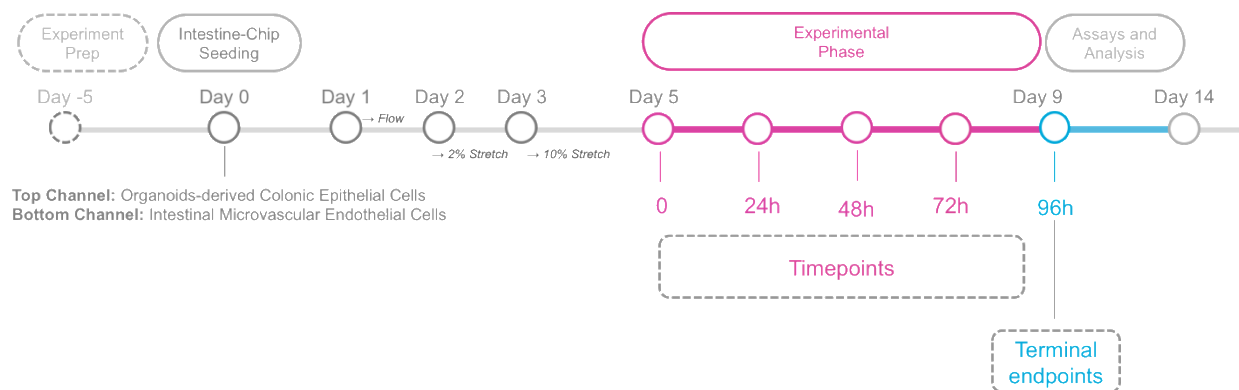 Experiment
Prep
Intestine-Chip
Seeding
Experimental
Phase
Assays and
Analysis
Day -5
Day 0
Day 1
Day 2
Day 3
Day 5
Day 9
Day 14
→ Flow
→ 2% Stretch
→ 10% Stretch
Top Channel: Organoids-derived Colonic Epithelial Cells
Bottom Channel: Intestinal Microvascular Endothelial Cells
0
24h
48h
72h
96h
Timepoints
Terminal
endpoints